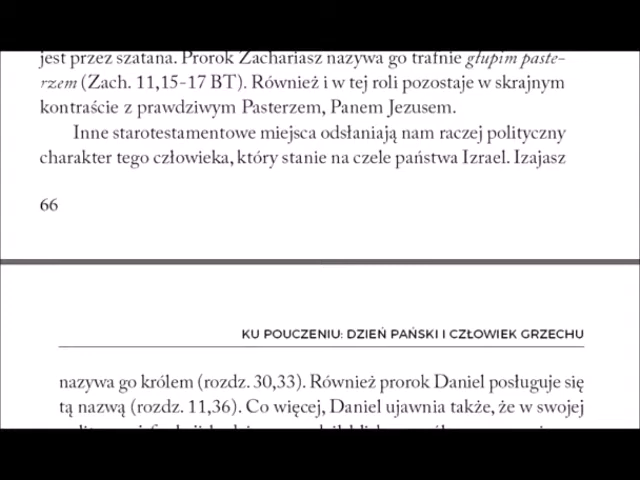 jest przez szatana. Prorok Zachariasz nazywa go trafnie głupim paste-
rzem (Zach. 11,15-17 BT). Również i w tej roli pozostaje w skrajnym
kontraście z prawdziwym Pasterzem, Panem Jezusem.
Inne starotestamentowe miejsca odsłaniają nam raczej polityczny
charakter tego człowieka, który stanie na czele państwa Izrael. Izajasz
66
KU POUCZENIU: DZIEŃ PAŃSKI I CZŁOWIEK GRZECHU
nazywa go królem (rozdz. 30,33). Również prorok Daniel posługuje się
tą nazwą (rozdz. 11,36). Co więcej, Daniel ujawnia także, że w swojej